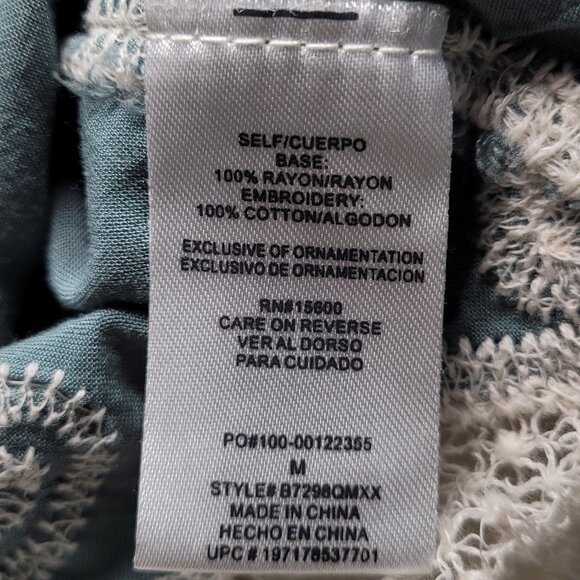 SELF/CUERPO
BASE:
100% RAYON/RAYON
EMBROIDERY:
100% COTTON/ALGODON
EXCLUSIVE OF ORNAMENTATION
EXCLUSIVO DE ORNAMENTACION
RN#15600
CARE ON REVERSE
VER AL DORSO
PARA CUIDADO
PO#100-00122355
M
STYLE# B7298QMXX
MADE IN CHINA
HECHO EN CHINA
UPC # 197178537701